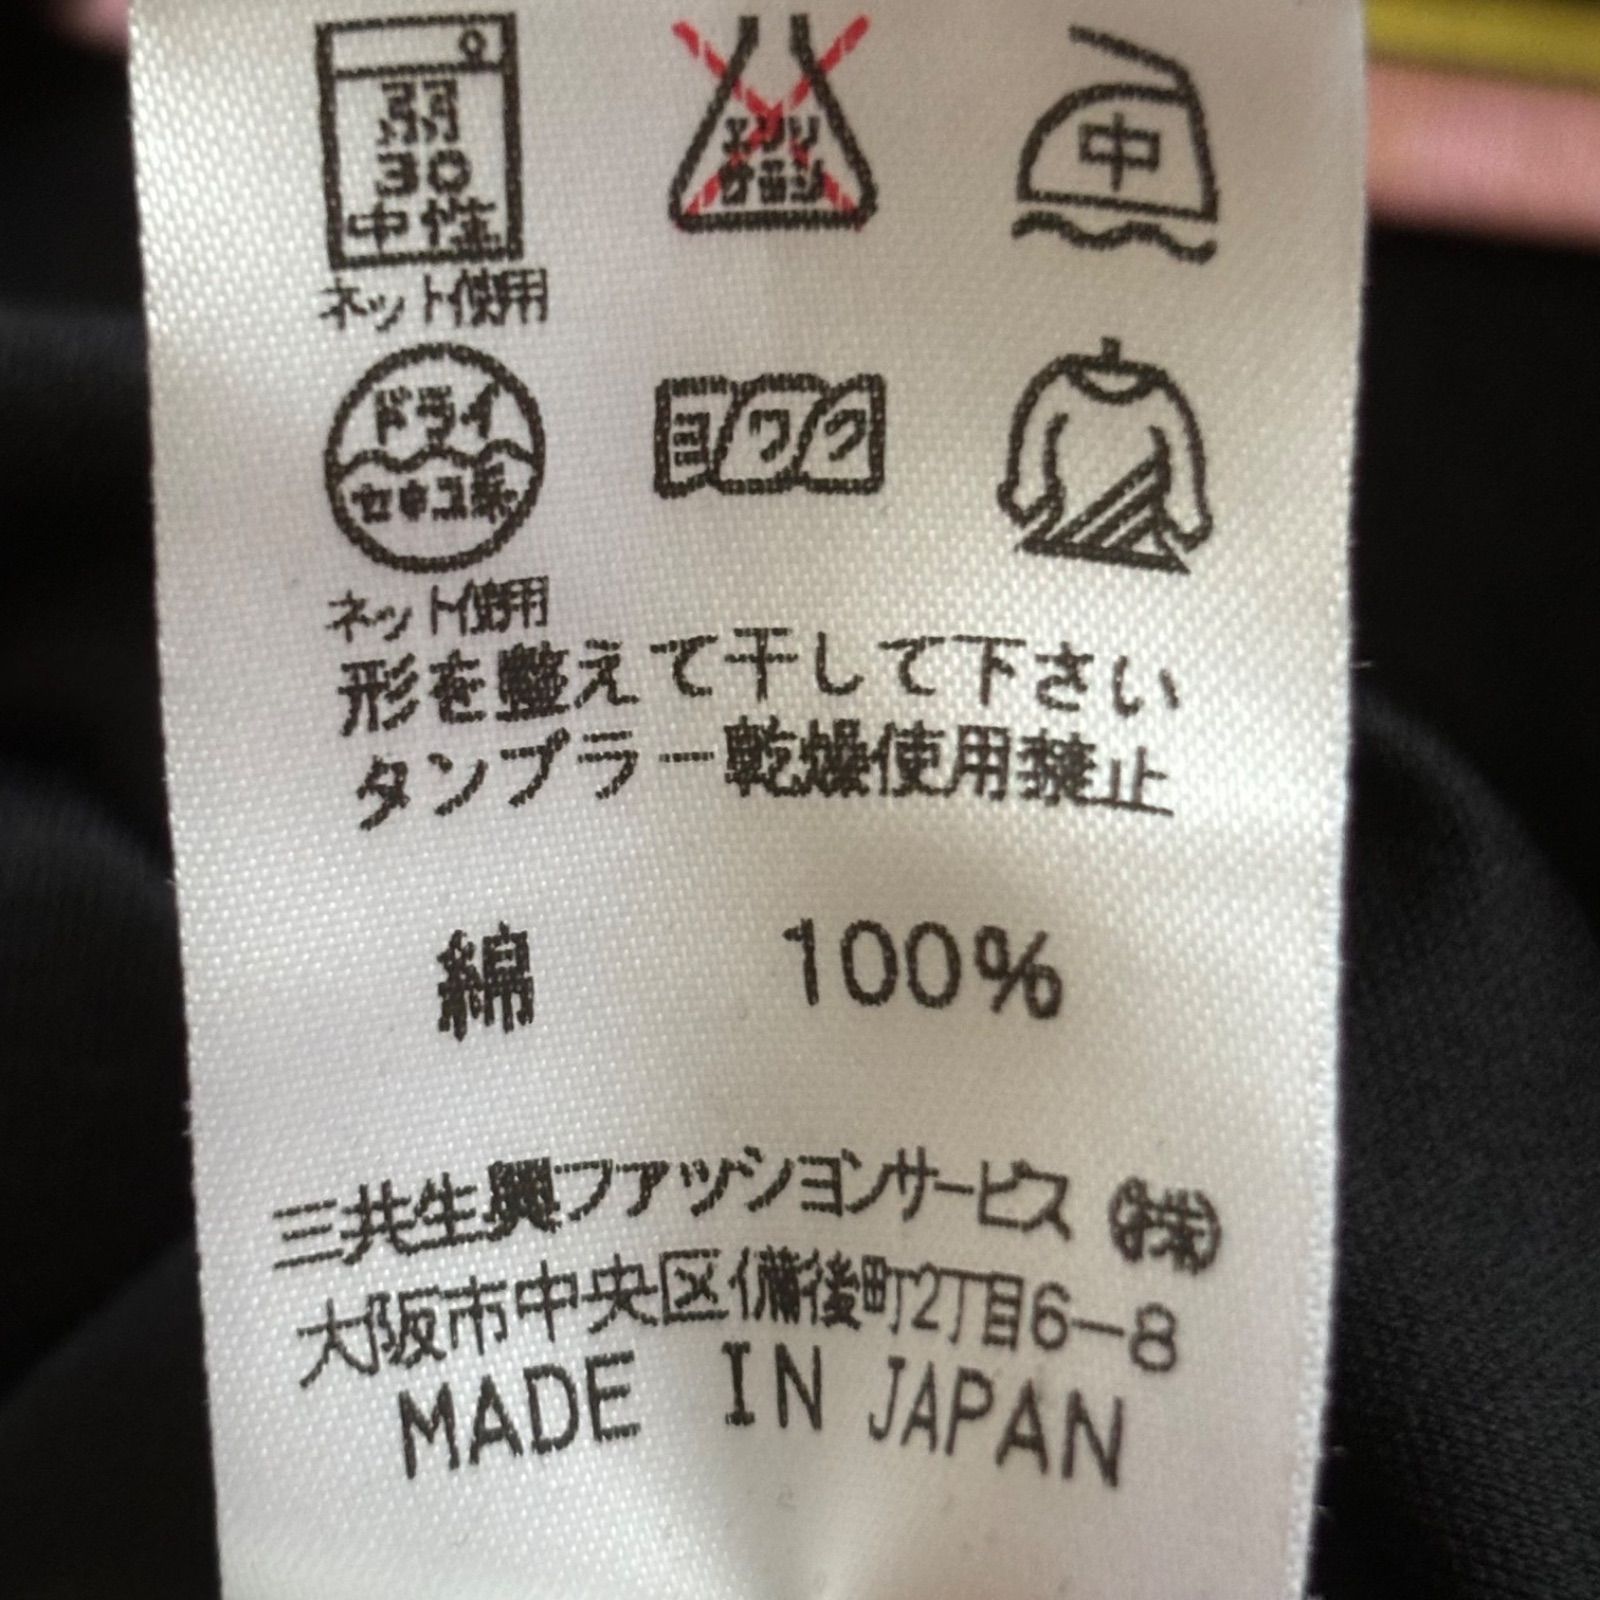 弱
30
中性
ネット使用
エンソ
サラシ
中
ドライ
セキユ系
ネット使用
ヨワク
形を整えて干して下さい
タンブラー乾燥使用禁止
綿 100%
三共生興ファッションサービス ㈱
大阪市中央区備後町2丁目6-8
MADE IN JAPAN